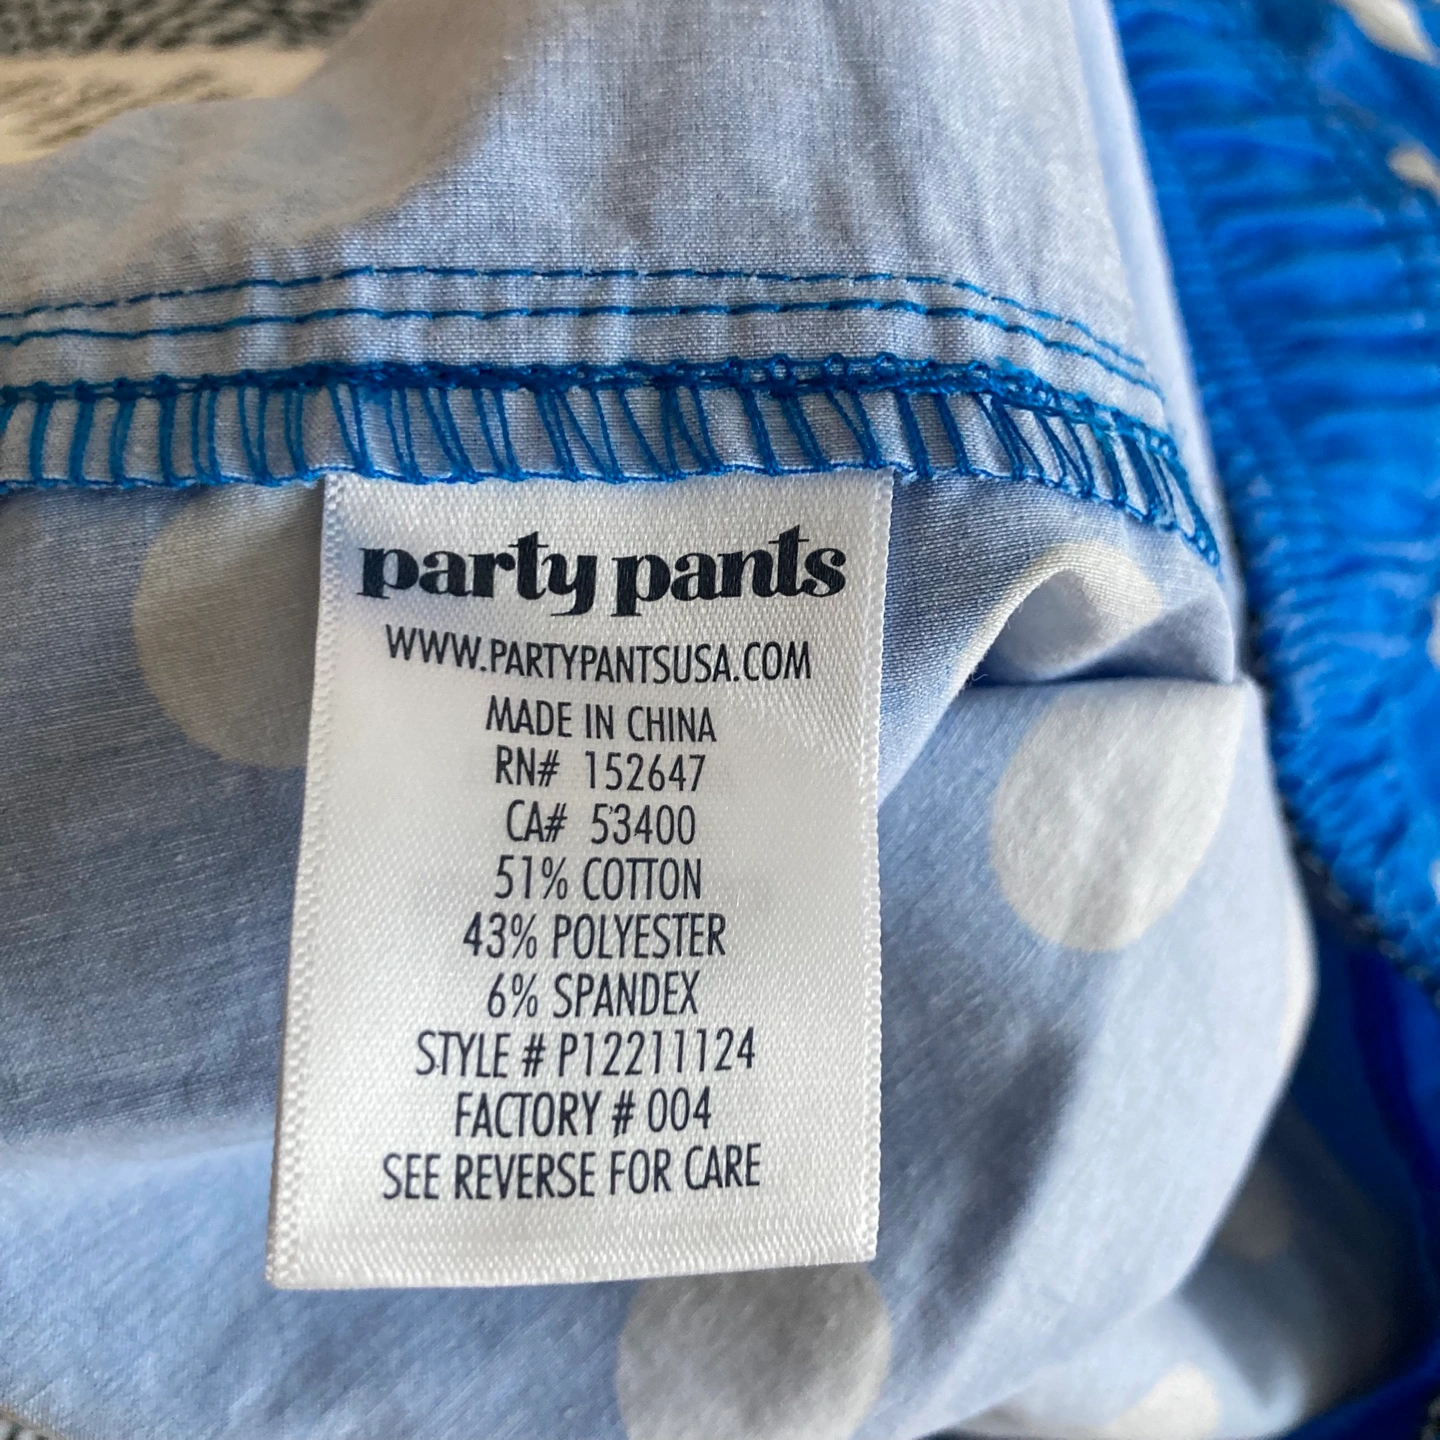 party pants
WWW.PARTYPANTSUSA.COM
MADE IN CHINA
RN# 152647
CA# 53400
51% COTTON
43% POLYESTER
6% SPANDEX
STYLE # P12211124
FACTORY # 004
SEE REVERSE FOR CARE